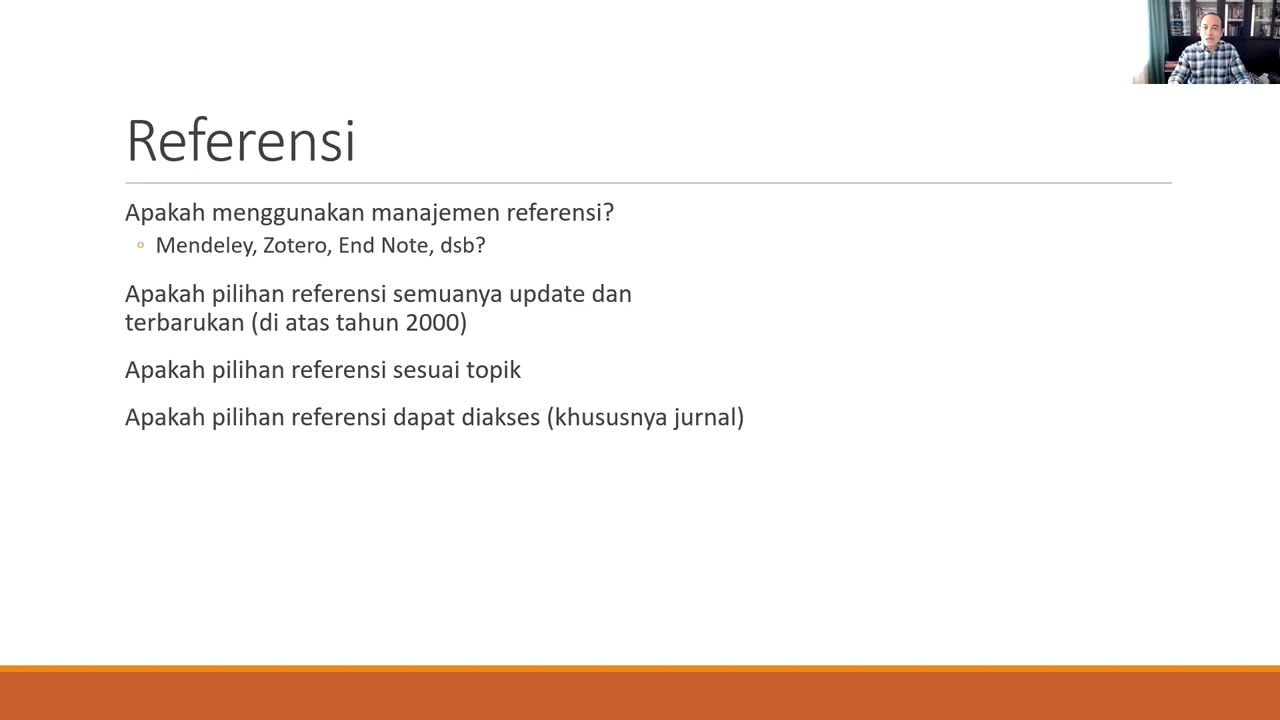 Referensi
Apakah menggunakan manajemen referensi?
Mendeley, Zotero, End Note, dsb?
Apakah pilihan referensi semuanya update dan
terbarukan (di atas tahun 2000)
Apakah pilihan referensi sesuai topik
Apakah pilihan referensi dapat diakses (khususnya jurnal)